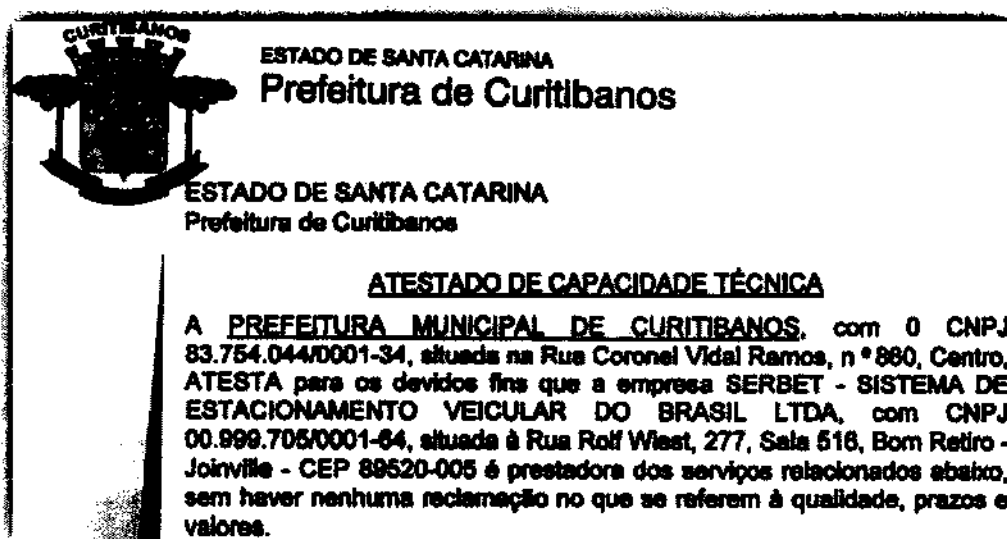 CURITIBANOS
ESTADO DE SANTA CATARINA
Prefeitura de Curitibanos
ESTADO DE SANTA CATARINA
Prefeitura de Curitibanos
ATESTADO DE CAPACIDADE TÉCNICA
A PREFEITURA MUNICIPAL DE CURITIBANOS, com 0 CNPJ
83.754.044/0001-34, situada na Rua Coronel Vidal Ramos, n º 860, Centro,
ATESTA para os devidos fins que a empresa SERBET - SISTEMA DE
ESTACIONAMENTO VEICULAR DO BRASIL LTDA, com CNPJ
00.999.705/0001-64, situada à Rua Rolf Wiest, 277, Sala 516, Bom Retiro -
Joinville - CEP 89520-005 é prestadora dos serviços relacionados abaixo,
sem haver nenhuma reclamação no que se referem à qualidade, prazos e
valores.